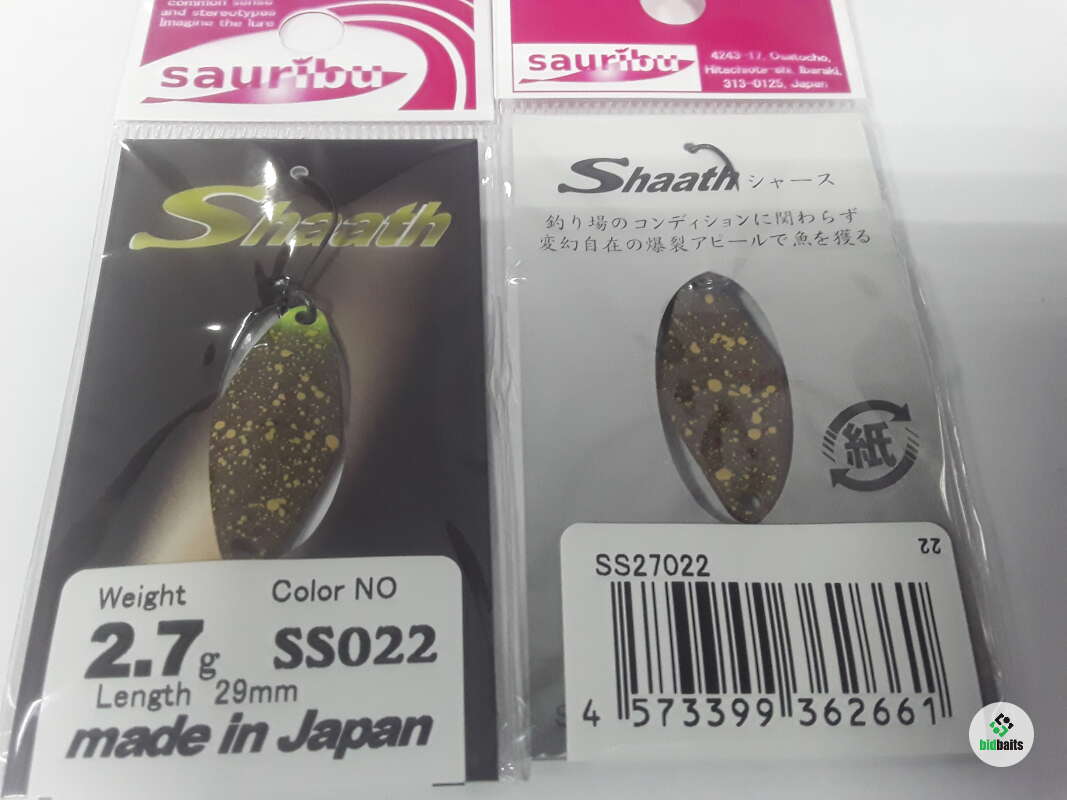 common sense
and stereotypes
Imagine the lure
sauribu
Shaath
Weight
Color NO
2.7g
SS022
Length 29mm
made in Japan
sauribu
4243-17, Osatocho,
Hitachiota-shi, Ibaraki,
313-0125, Japan
Shaath シャース
釣り場のコンディションに関わらず
変幻自在の爆裂アピールで魚を獲る
紙
22
SS27022
4 573399 362661
bidbaits